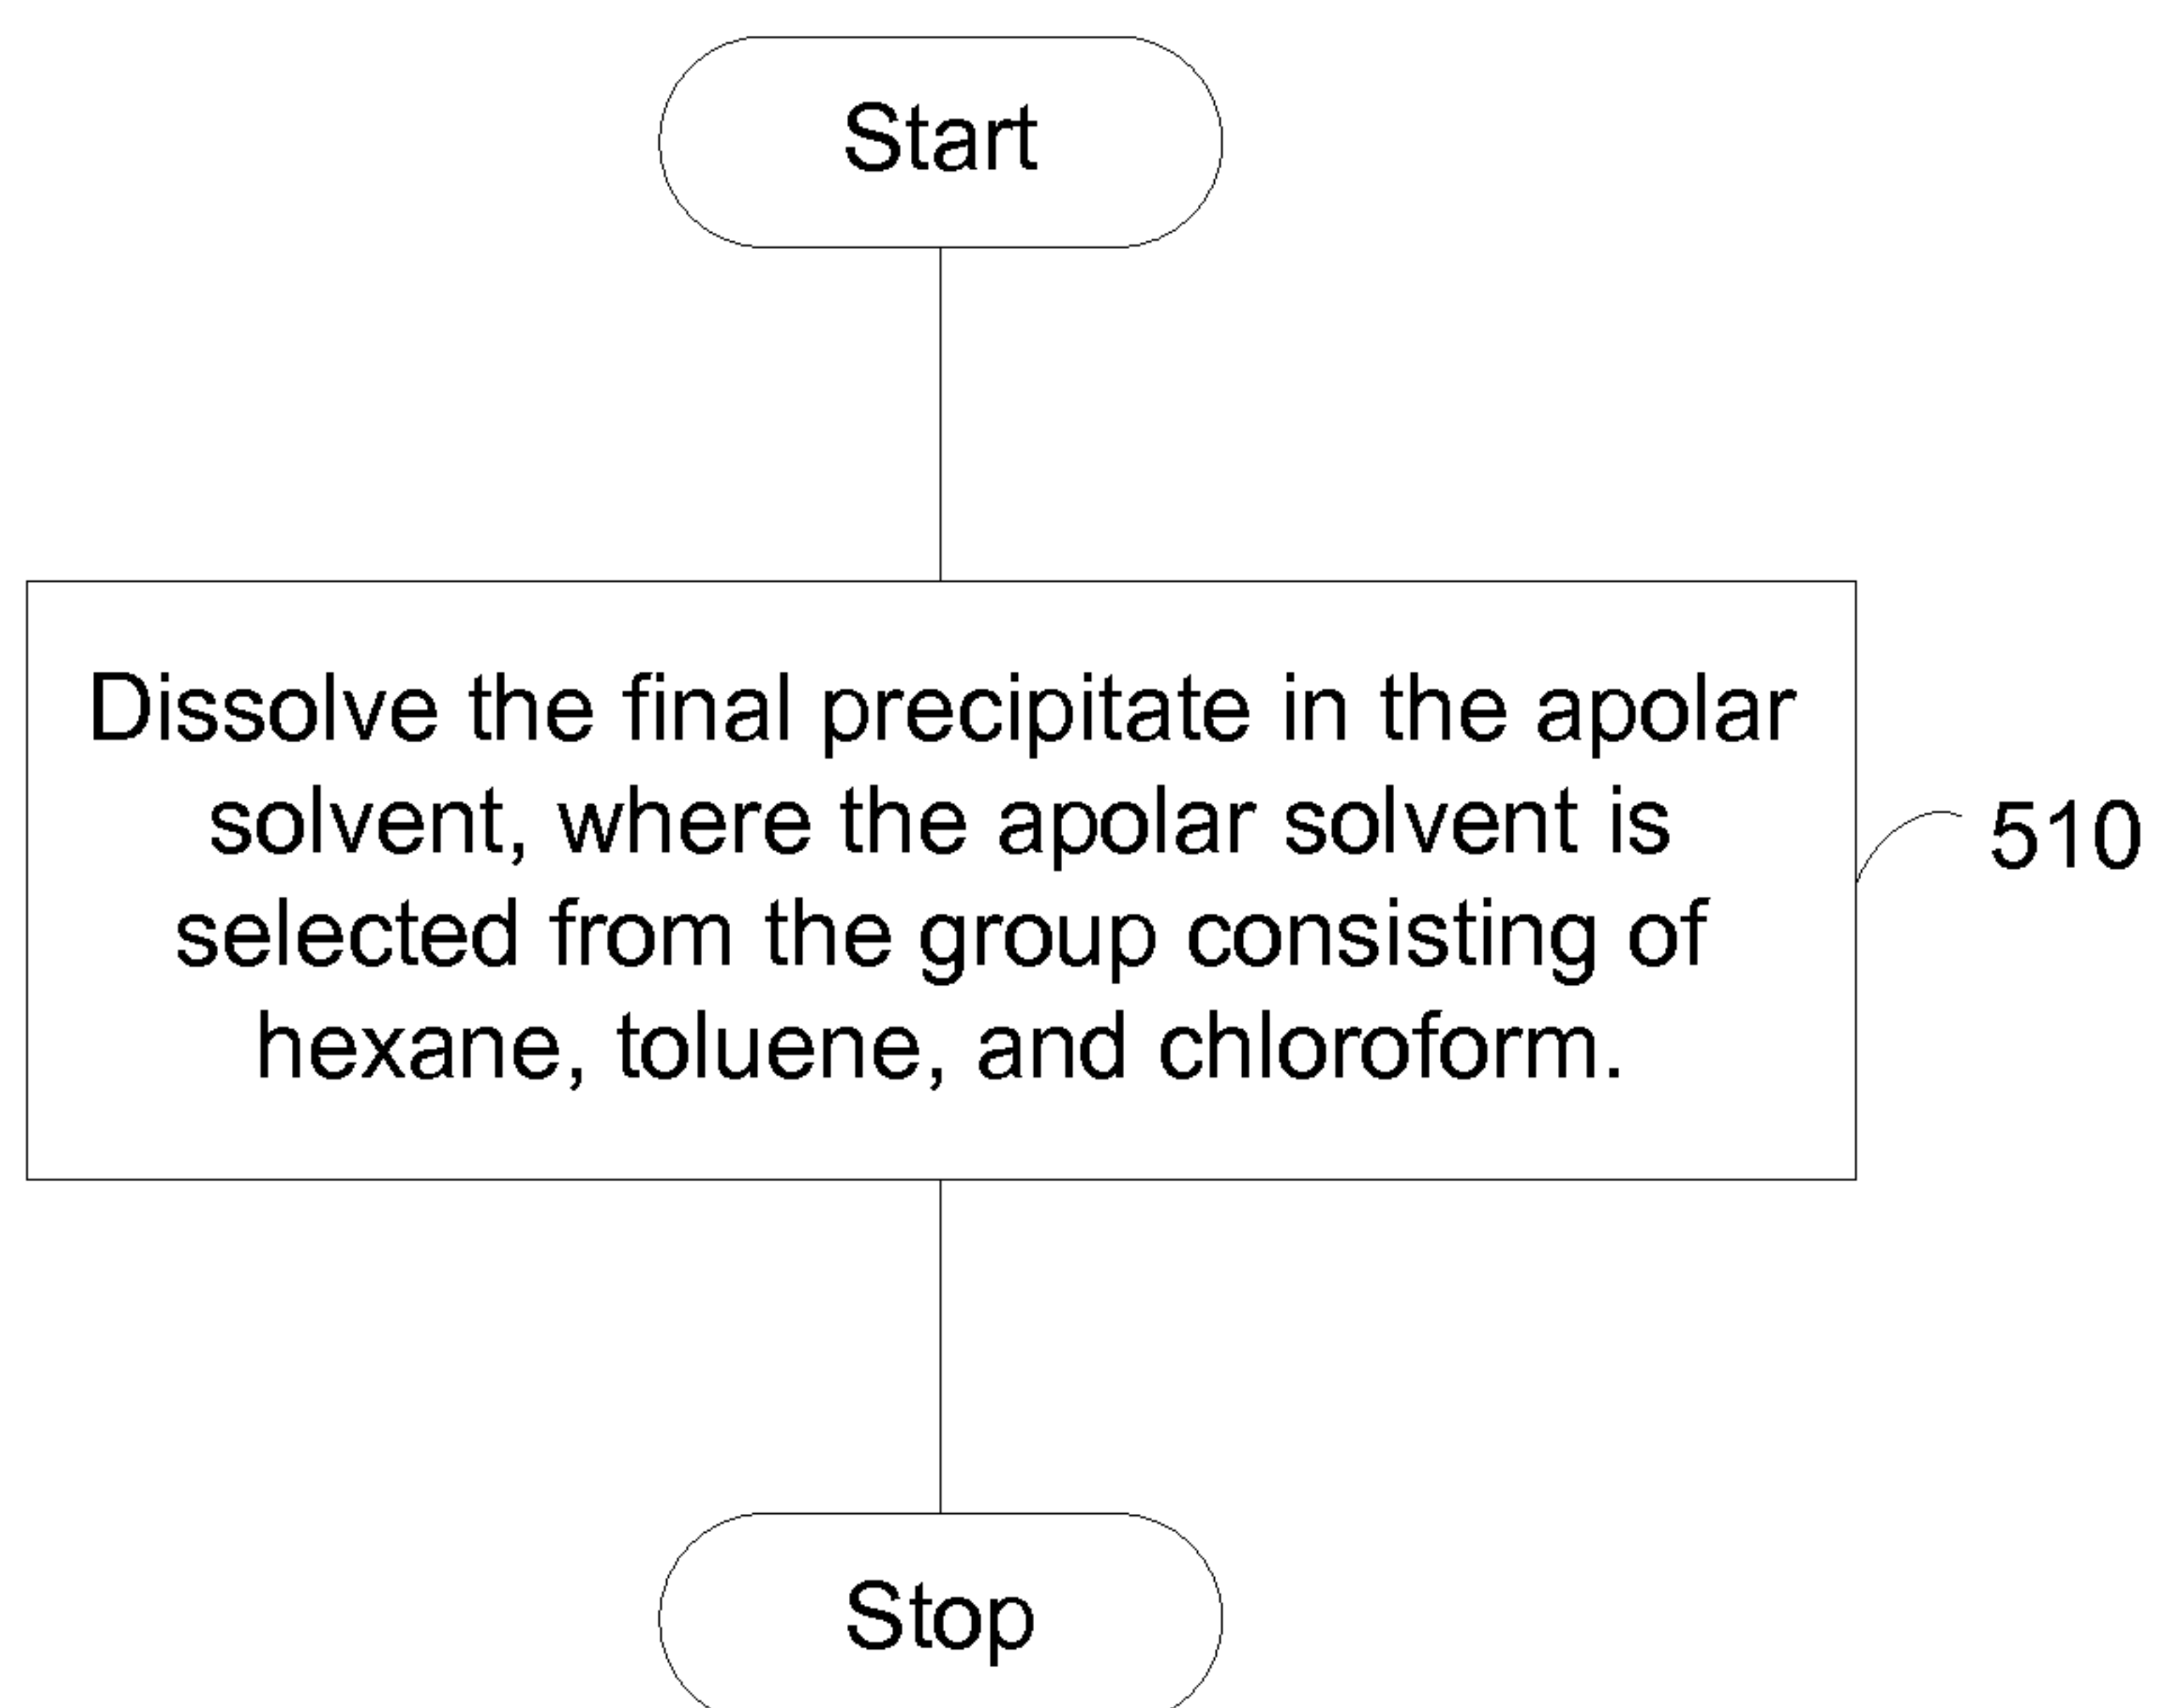 Start
Dissolve the final precipitate in the apolar
solvent, where the apolar solvent is
selected from the group consisting of
hexane, toluene, and chloroform.
510
Stop